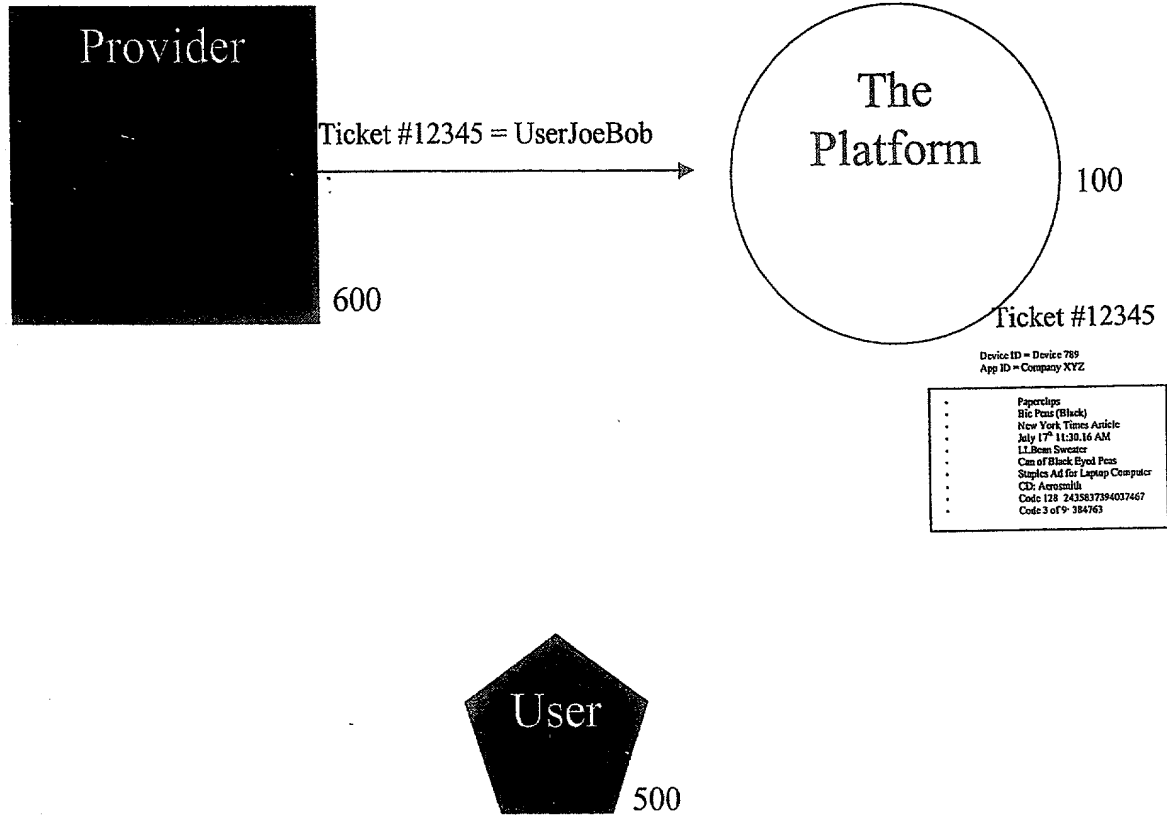 Provider
Ticket #12345 = UserJoeBob
600
The
Platform
100
Ticket #12345
Device ID = Device 789
App ID = Company XYZ
• Paperclips
• Bic Pens (Black)
• New York Times Article
• July 17th 11:30.16 AM
• LLBean Sweater
• Can of Black Eyed Peas
• Staples Ad for Laptop Computer
• CD: Aerosmith
• Code 128 2435837394037467
• Code 3 of 9· 384763
User
500